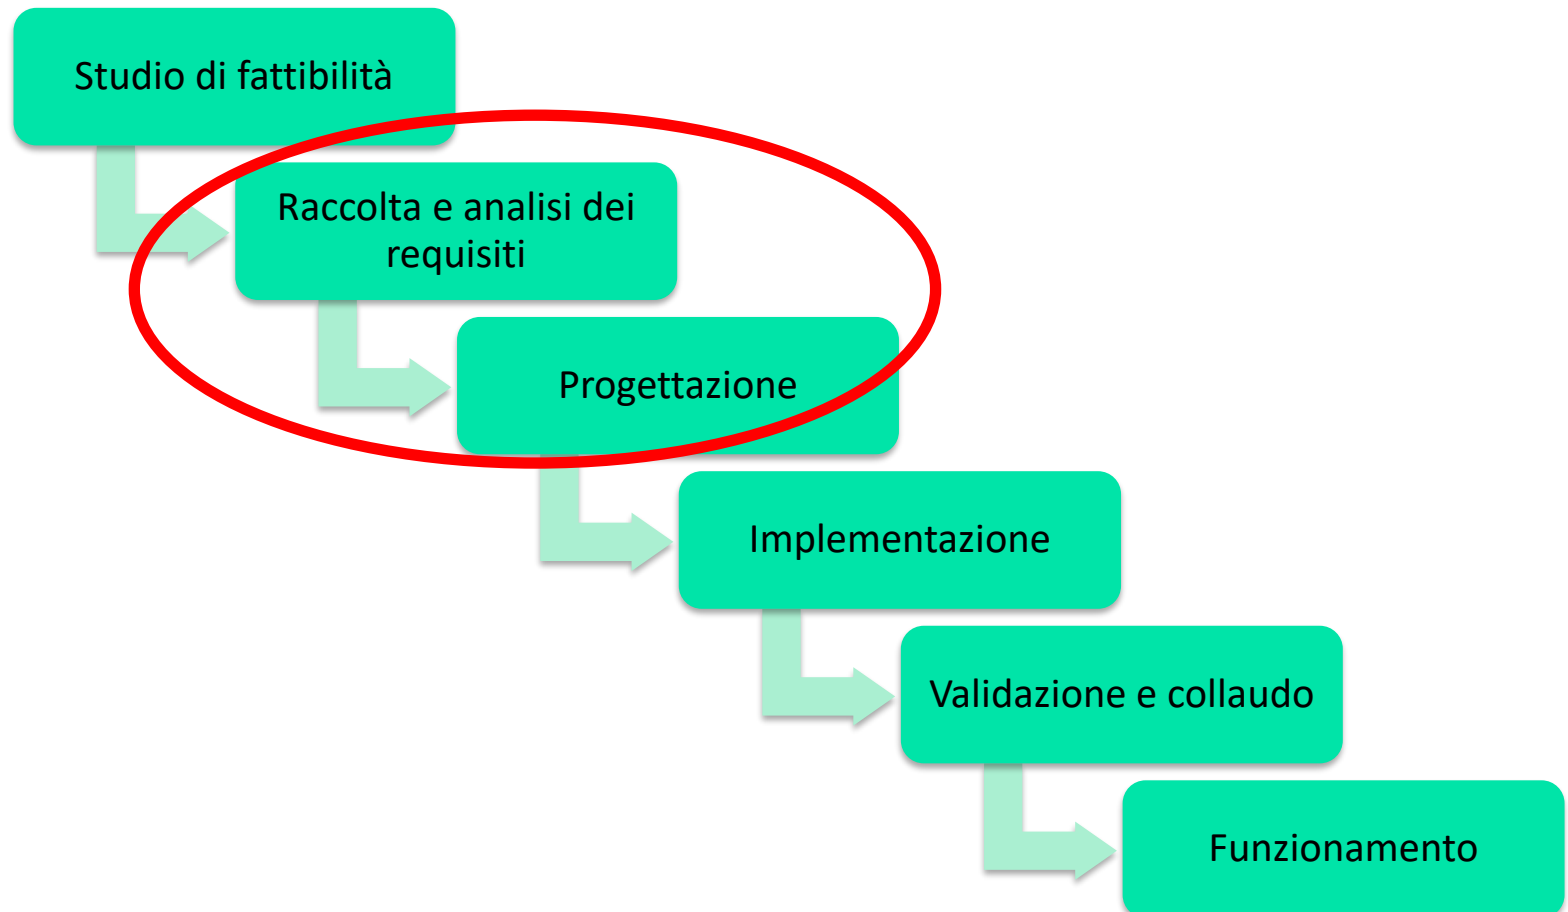 Studio di fattibilità
Raccolta e analisi dei
requisiti
Progettazione
Implementazione
Validazione e collaudo
Funzionamento